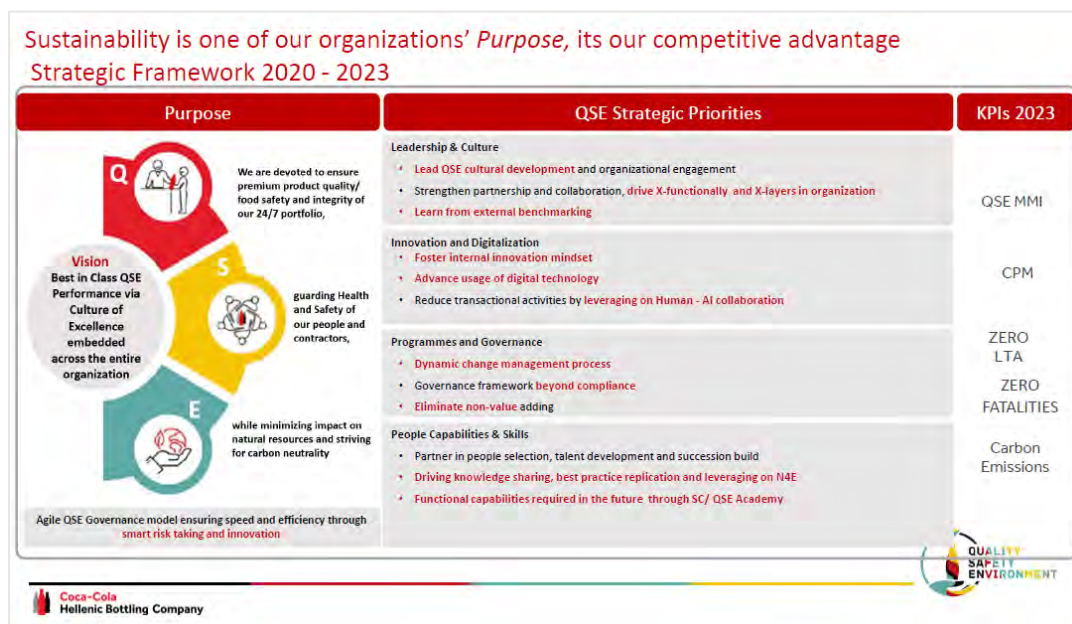 Sustainability is one of our organizations’ Purpose, its our competitive advantage
Strategic Framework 2020 - 2023
Purpose
QSE Strategic Priorities
KPIs 2023
Q
We are devoted to ensure
premium product quality/
food safety and integrity of
our 24/7 portfolio,
Vision
Best in Class QSE
Performance via
Culture of
Excellence
embedded
across the entire
organization
S
guarding Health
and Safety of
our people and
contractors,
E
while minimizing impact on
natural resources and striving
for carbon neutrality
Agile QSE Governance model ensuring speed and efficiency through
smart risk taking and innovation
Leadership & Culture
• Lead QSE cultural development and organizational engagement
• Strengthen partnership and collaboration, drive X-functionally and X-layers in organization
• Learn from external benchmarking
Innovation and Digitalization
• Foster internal innovation mindset
• Advance usage of digital technology
• Reduce transactional activities by leveraging on Human - AI collaboration
Programmes and Governance
• Dynamic change management process
• Governance framework beyond compliance
• Eliminate non-value adding
People Capabilities & Skills
• Partner in people selection, talent development and succession build
• Driving knowledge sharing, best practice replication and leveraging on N4E
• Functional capabilities required in the future through SC/ QSE Academy
QSE MMI
CPM
ZERO
LTA
ZERO
FATALITIES
Carbon
Emissions
QUALITY
SAFETY
ENVIRONMENT
Coca-Cola
Hellenic Bottling Company